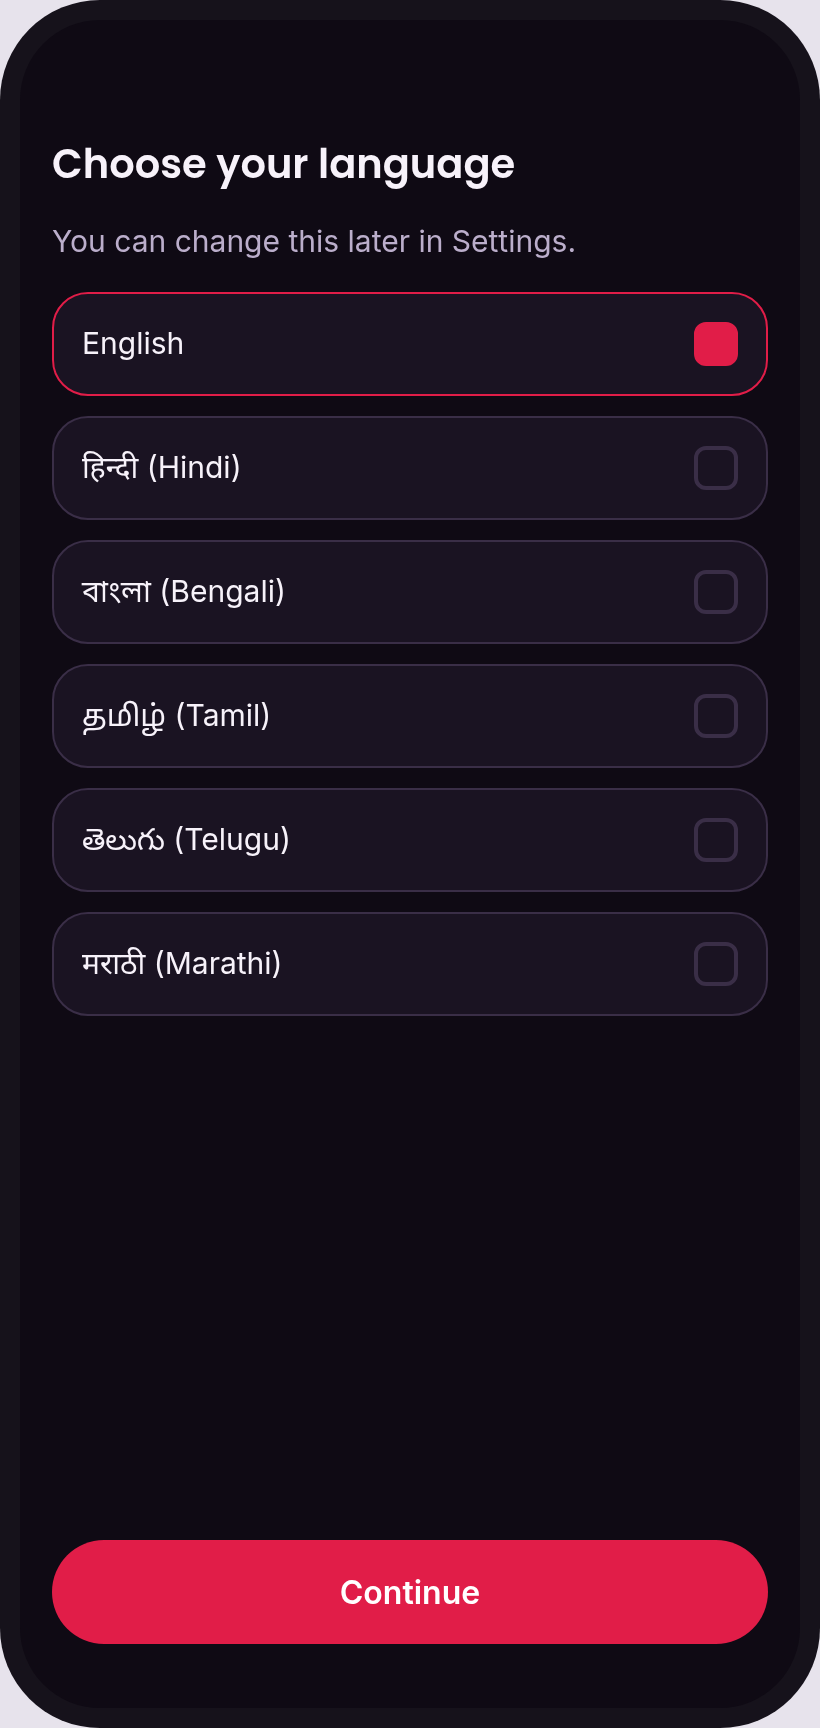 Choose your language
You can change this later in Settings.
English
हिन्दी (Hindi)
বাংলা (Bengali)
தமிழ் (Tamil)
తెలుగు (Telugu)
मराठी (Marathi)
Continue